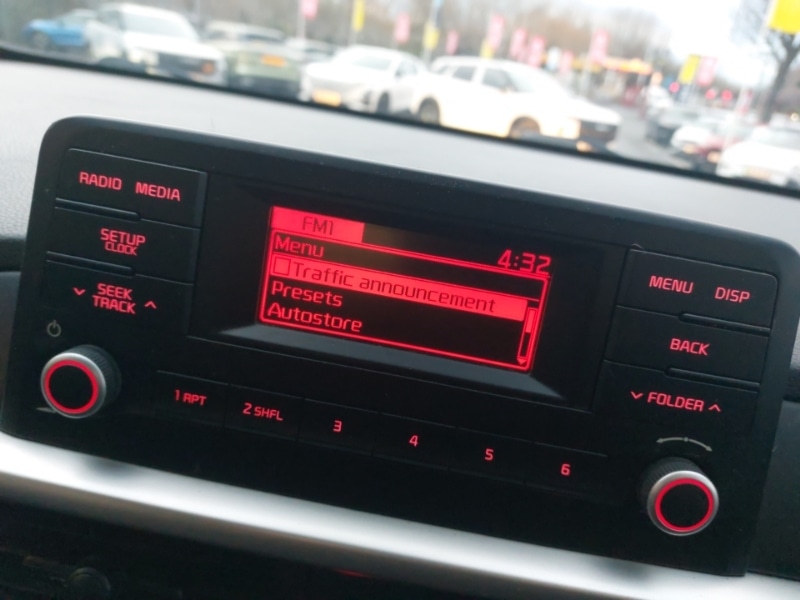 RADIO MEDIA
SETUP
CLOCK
SEEK
TRACK
FM1
4:32
Menu
Traffic announcement
Presets
Autostore
MENU DISP
BACK
FOLDER
1 RPT 2 SHFL 3 4 5 6